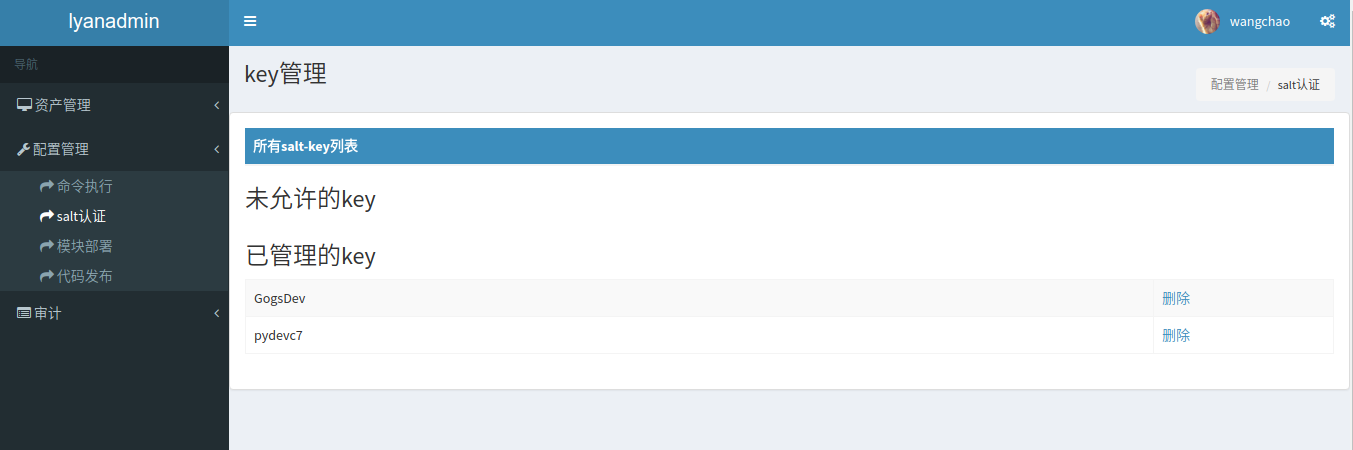 lyanadmin
wangchao
导航
资产管理
配置管理
命令执行
salt认证
模块部署
代码发布
审计
key管理
配置管理 / salt认证
所有salt-key列表
未允许的key
已管理的key
GogsDev 删除
pydevc7 删除